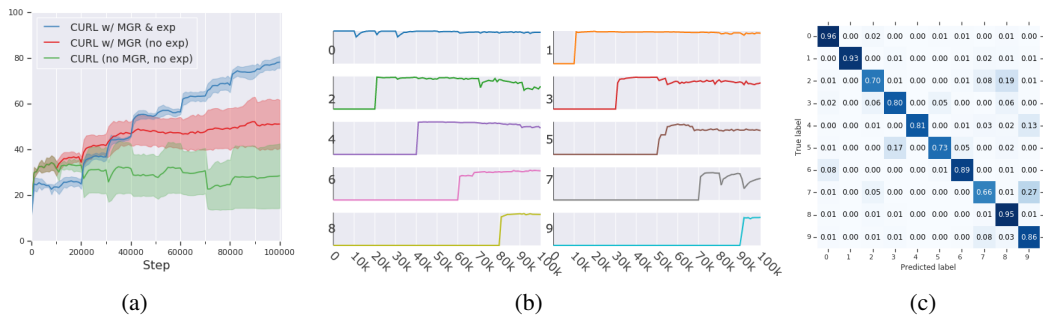 100
80
60
40
20
0
CURL w/ MGR & exp
CURL w/ MGR (no exp)
CURL (no MGR, no exp)
0 20000 40000 60000 80000 100000
Step
(a)
0 1
2 3
4 5
6 7
8 9
0 10k 20k 30k 40k 50k 60k 70k 80k 90k 100k 0 10k 20k 30k 40k 50k 60k 70k 80k 90k 100k
(b)
True label
0 0.96 0.00 0.02 0.00 0.00 0.00 0.01 0.01 0.00 0.01
1 0.00 0.93 0.01 0.00 0.01 0.00 0.01 0.02 0.01 0.00
2 0.01 0.00 0.70 0.01 0.00 0.00 0.01 0.08 0.19 0.00
3 0.02 0.00 0.06 0.80 0.00 0.05 0.00 0.01 0.06 0.00
4 0.00 0.00 0.01 0.00 0.81 0.00 0.01 0.03 0.02 0.13
5 0.01 0.00 0.00 0.17 0.00 0.73 0.05 0.00 0.02 0.00
6 0.08 0.00 0.01 0.00 0.00 0.01 0.89 0.00 0.01 0.00
7 0.01 0.00 0.05 0.00 0.01 0.00 0.00 0.66 0.01 0.27
8 0.01 0.00 0.01 0.01 0.00 0.00 0.00 0.01 0.95 0.01
9 0.01 0.00 0.01 0.00 0.01 0.00 0.00 0.08 0.03 0.86
0 1 2 3 4 5 6 7 8 9
Predicted label
(c)